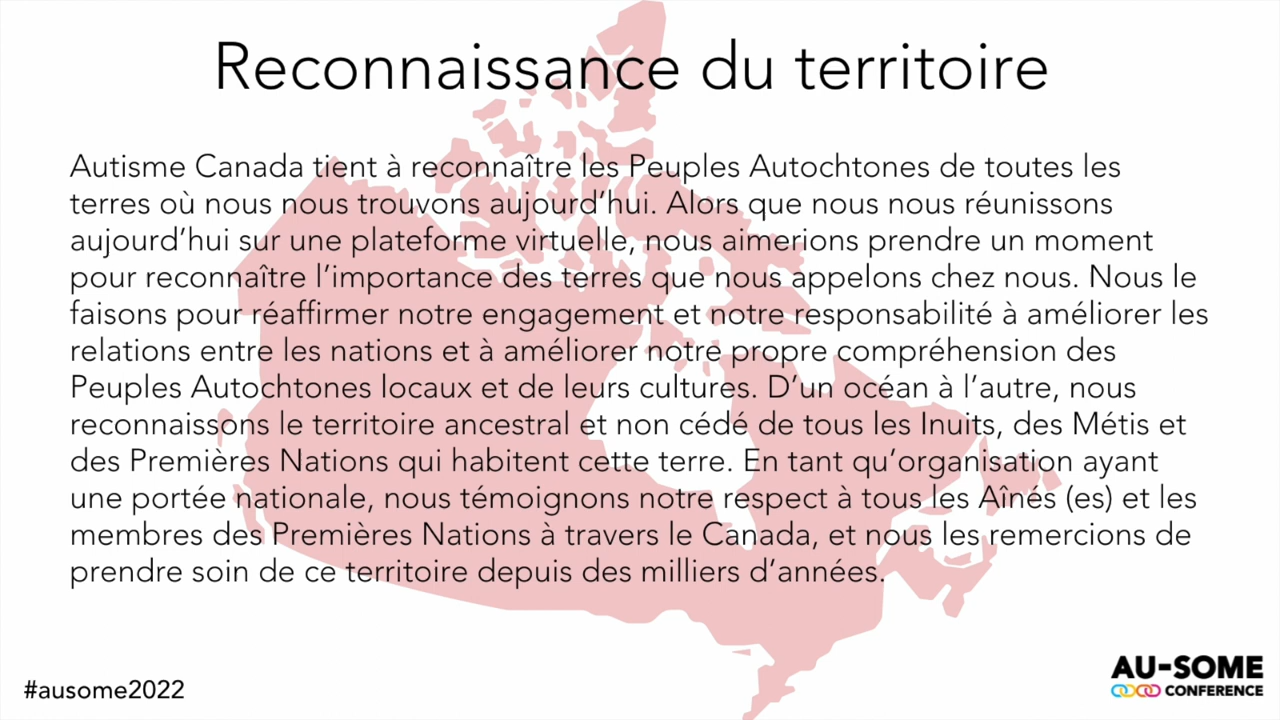 Reconnaissance du territoire
Autisme Canada tient à reconnaître les Peuples Autochtones de toutes les
terres où nous nous trouvons aujourd’hui. Alors que nous nous réunissons
aujourd’hui sur une plateforme virtuelle, nous aimerions prendre un moment
pour reconnaître l’importance des terres que nous appelons chez nous. Nous le
faisons pour réaffirmer notre engagement et notre responsabilité à améliorer les
relations entre les nations et à améliorer notre propre compréhension des
Peuples Autochtones locaux et de leurs cultures. D’un océan à l’autre, nous
reconnaissons le territoire ancestral et non cédé de tous les Inuits, des Métis et
des Premières Nations qui habitent cette terre. En tant qu’organisation ayant
une portée nationale, nous témoignons notre respect à tous les Aînés (es) et les
membres des Premières Nations à travers le Canada, et nous les remercions de
prendre soin de ce territoire depuis des milliers d’années.
#ausome2022
AU-SOME
CONFERENCE